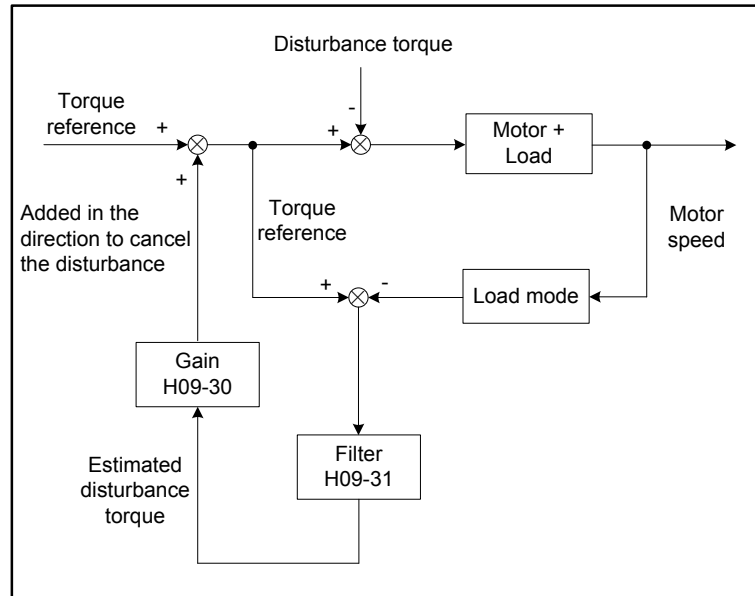 Disturbance torque
-
Torque
reference
+
+
Motor +
Load
+
Added in the
direction to cancel
the disturbance
Torque
reference
Motor
speed
+
-
Load mode
Gain
H09-30
Estimated
disturbance
torque
Filter
H09-31